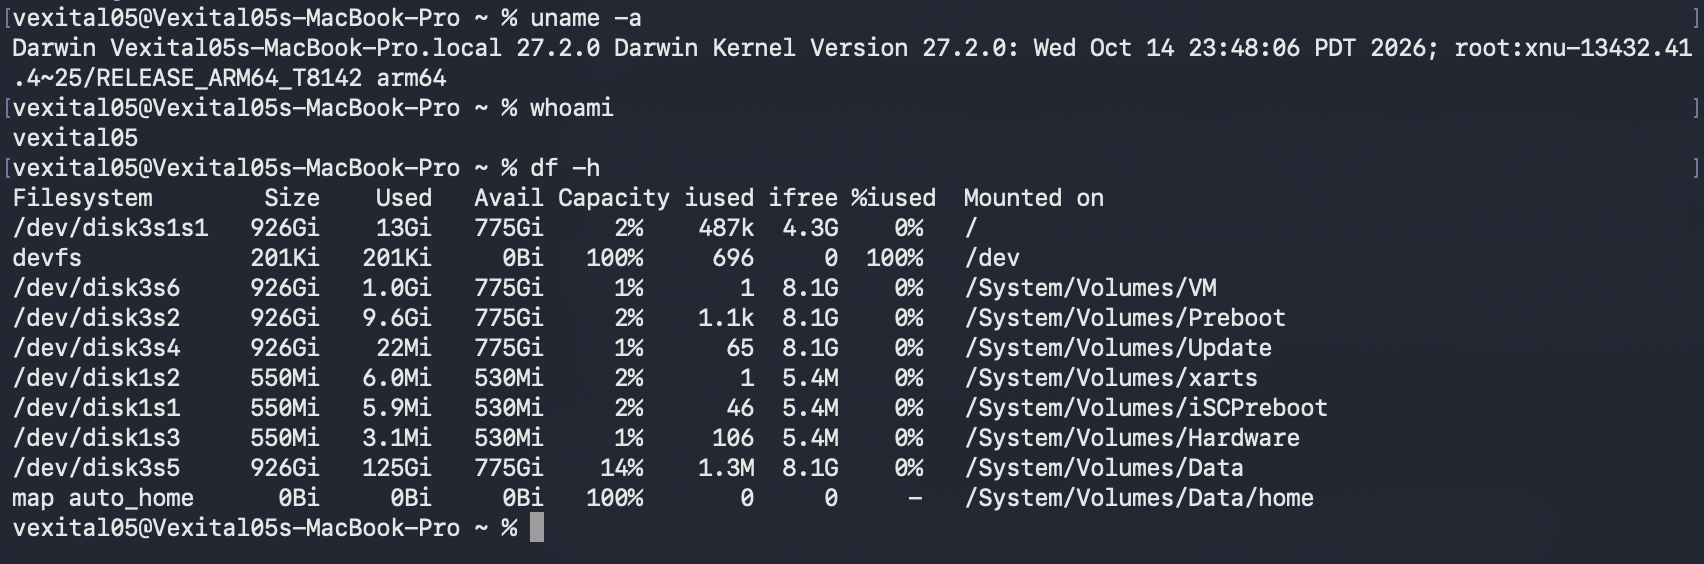 [vexital05@Vexital05s-MacBook-Pro ~ % uname -a ]
Darwin Vexital05s-MacBook-Pro.local 27.2.0 Darwin Kernel Version 27.2.0: Wed Oct 14 23:48:06 PDT 2026; root:xnu-13432.41
.4~25/RELEASE_ARM64_T8142 arm64
[vexital05@Vexital05s-MacBook-Pro ~ % whoami ]
vexital05
[vexital05@Vexital05s-MacBook-Pro ~ % df -h ]
Filesystem        Size    Used   Avail Capacity iused ifree %iused  Mounted on
/dev/disk3s1s1   926Gi    13Gi   775Gi     2%    487k  4.3G    0%   /
devfs            201Ki   201Ki     0Bi   100%     696     0  100%   /dev
/dev/disk3s6     926Gi   1.0Gi   775Gi     1%       1  8.1G    0%   /System/Volumes/VM
/dev/disk3s2     926Gi   9.6Gi   775Gi     2%    1.1k  8.1G    0%   /System/Volumes/Preboot
/dev/disk3s4     926Gi    22Mi   775Gi     1%      65  8.1G    0%   /System/Volumes/Update
/dev/disk1s2     550Mi   6.0Mi   530Mi     2%       1  5.4M    0%   /System/Volumes/xarts
/dev/disk1s1     550Mi   5.9Mi   530Mi     2%      46  5.4M    0%   /System/Volumes/iSCPreboot
/dev/disk1s3     550Mi   3.1Mi   530Mi     1%     106  5.4M    0%   /System/Volumes/Hardware
/dev/disk3s5     926Gi   125Gi   775Gi    14%    1.3M  8.1G    0%   /System/Volumes/Data
map auto_home      0Bi     0Bi     0Bi   100%       0     0     -   /System/Volumes/Data/home
vexital05@Vexital05s-MacBook-Pro ~ %